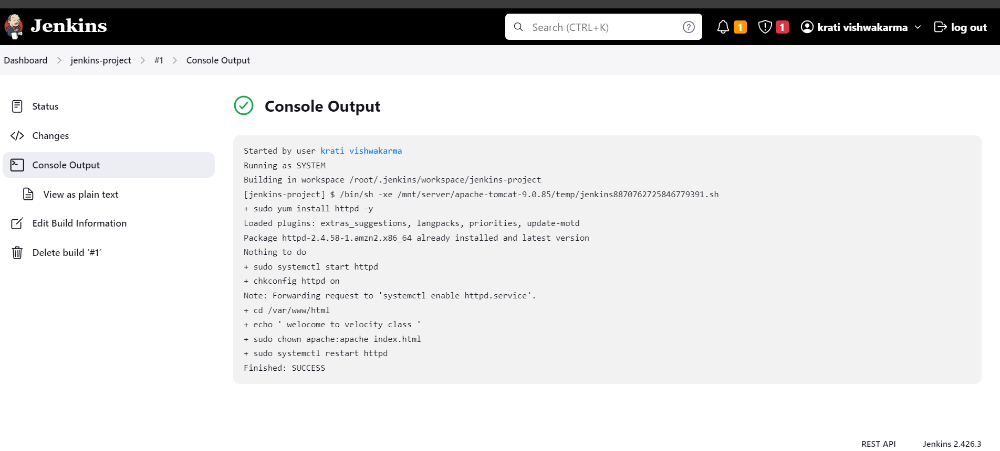 Jenkins
Search (CTRL+K)
?
1
1
krati vishwakarma
log out
Dashboard
jenkins-project
#1
Console Output
Status
Changes
Console Output
View as plain text
Edit Build Information
Delete build ‘#1’
Console Output
Started by user krati vishwakarma
Running as SYSTEM
Building in workspace /root/.jenkins/workspace/jenkins-project
[jenkins-project] $ /bin/sh -xe /mnt/server/apache-tomcat-9.0.85/temp/jenkins8870762725846779391.sh
+ sudo yum install httpd -y
Loaded plugins: extras_suggestions, langpacks, priorities, update-motd
Package httpd-2.4.58-1.amzn2.x86_64 already installed and latest version
Nothing to do
+ sudo systemctl start httpd
+ chkconfig httpd on
Note: Forwarding request to 'systemctl enable httpd.service'.
+ cd /var/www/html
+ echo ' welocome to velocity class '
+ sudo chown apache:apache index.html
+ sudo systemctl restart httpd
Finished: SUCCESS
REST API
Jenkins 2.426.3